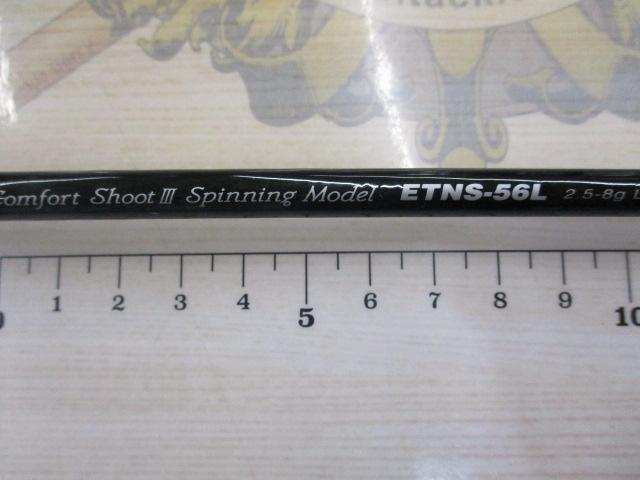 Comfort Shoot III Spinning Model ETNS-56L 2.5-8g
0 1 2 3 4 5 6 7 8 9 10